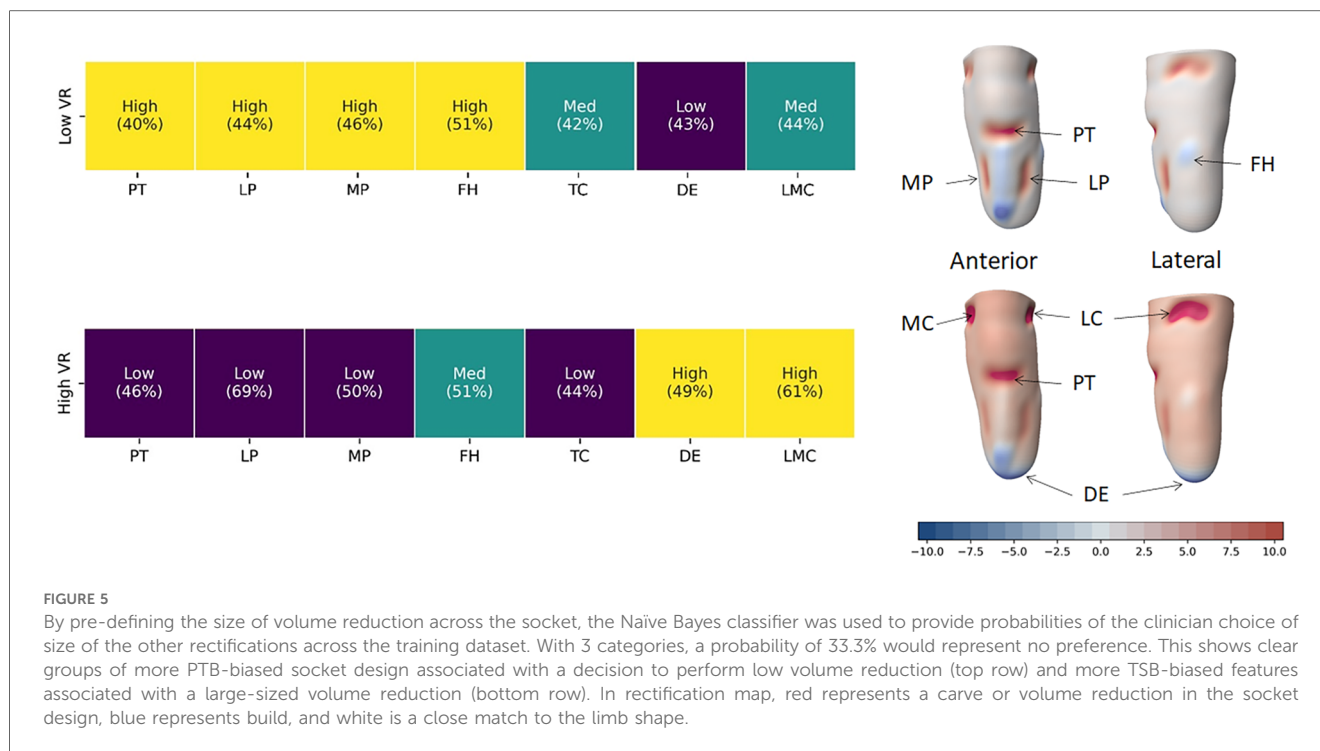 Low VR
High
(40%)
High
(44%)
High
(46%)
High
(51%)
Med
(42%)
Low
(43%)
Med
(44%)
PT LP MP FH TC DE LMC
PT
MP
LP
FH
Anterior Lateral
High VR
Low
(46%)
Low
(69%)
Low
(50%)
Med
(51%)
Low
(44%)
High
(49%)
High
(61%)
PT LP MP FH TC DE LMC
MC
LC
PT
DE
−10.0 −7.5 −5.0 −2.5 0.0 2.5 5.0 7.5 10.0
FIGURE 5
By pre-defining the size of volume reduction across the socket, the Naïve Bayes classifier was used to provide probabilities of the clinician choice of
size of the other rectifications across the training dataset. With 3 categories, a probability of 33.3% would represent no preference. This shows clear
groups of more PTB-biased socket design associated with a decision to perform low volume reduction (top row) and more TSB-biased features
associated with a large-sized volume reduction (bottom row). In rectification map, red represents a carve or volume reduction in the socket
design, blue represents build, and white is a close match to the limb shape.